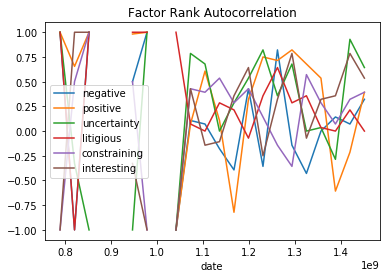 Factor Rank Autocorrelation
1.00
0.75
0.50
0.25
0.00
−0.25
−0.50
−0.75
−1.00
negative
positive
uncertainty
litigious
constraining
interesting
0.8 0.9 1.0 1.1 1.2 1.3 1.4
1e9
date